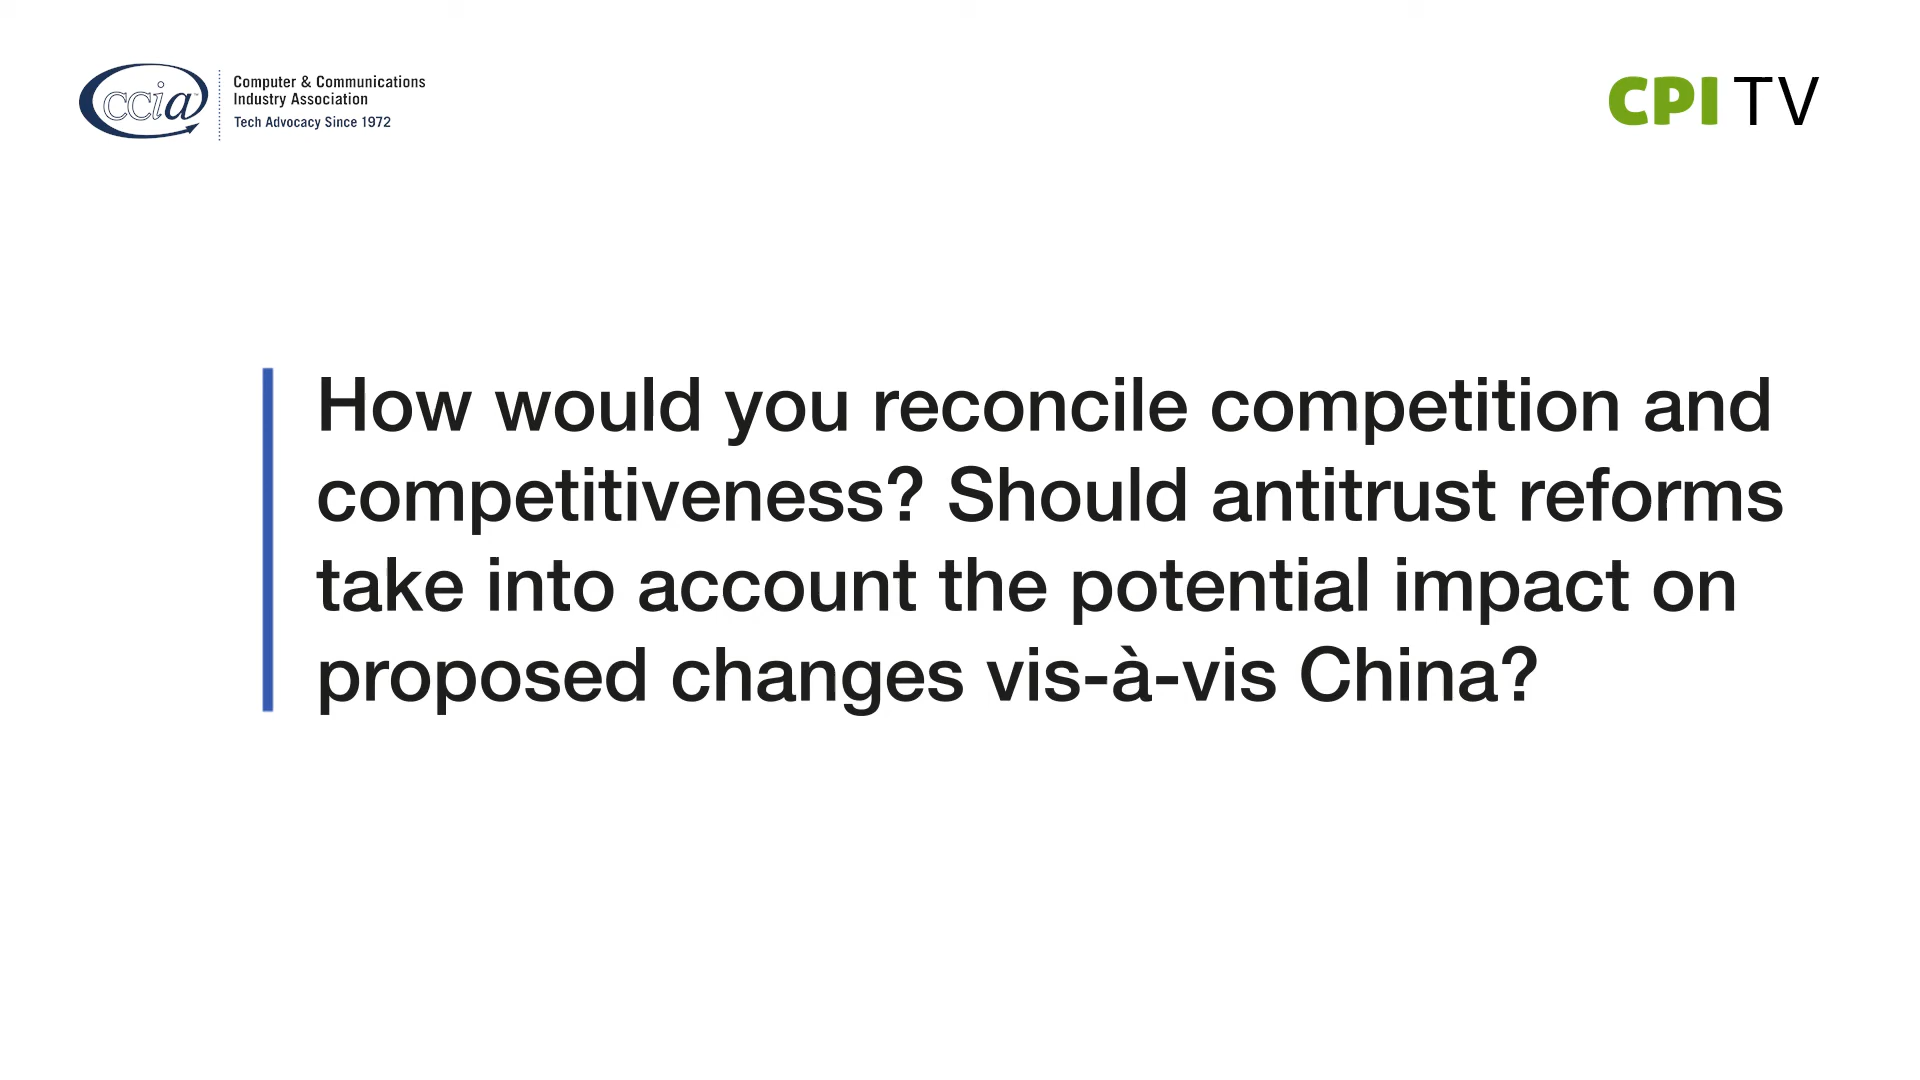 ccia
Computer & Communications
Industry Association
Tech Advocacy Since 1972
CPI TV
How would you reconcile competition and
competitiveness? Should antitrust reforms
take into account the potential impact on
proposed changes vis-à-vis China?